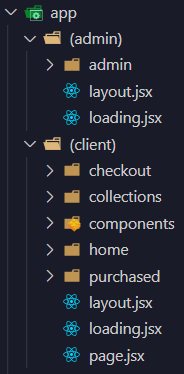 app
(admin)
admin
layout.jsx
loading.jsx
(client)
checkout
collections
components
home
purchased
layout.jsx
loading.jsx
page.jsx